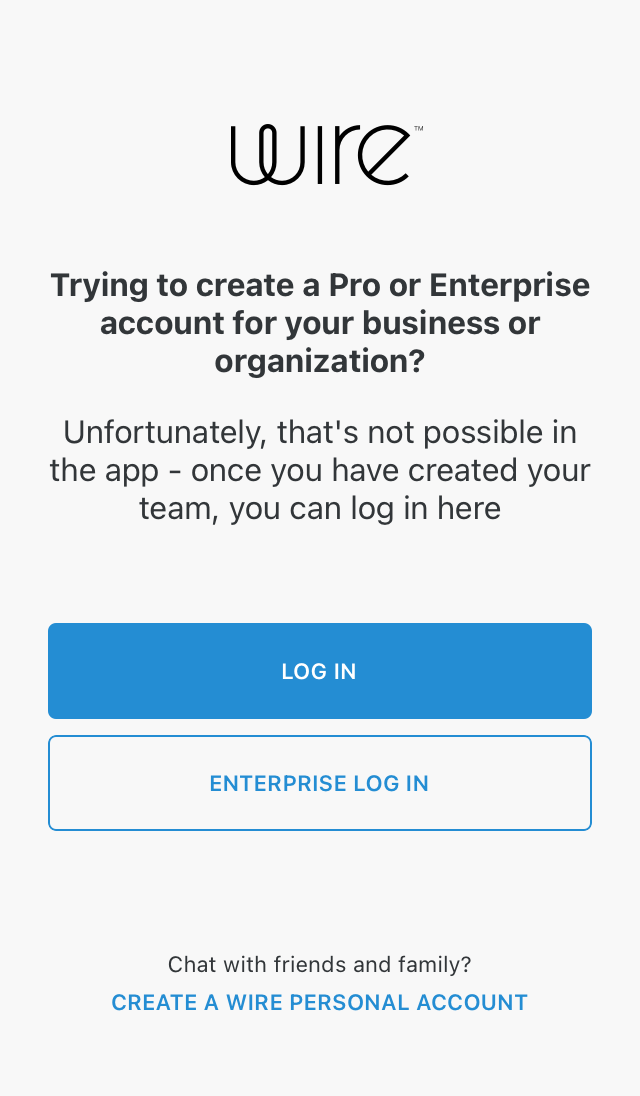 wire™
Trying to create a Pro or Enterprise
account for your business or
organization?
Unfortunately, that's not possible in
the app - once you have created your
team, you can log in here
LOG IN
ENTERPRISE LOG IN
Chat with friends and family?
CREATE A WIRE PERSONAL ACCOUNT